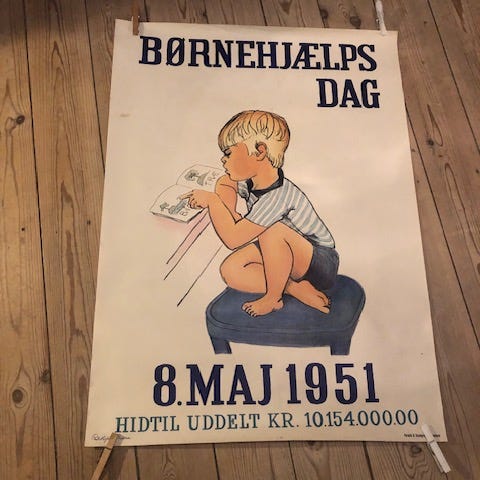 BØRNEHJÆLPS
DAG
8. MAJ 1951
HIDTIL UDDELT KR. 10.154.000.00